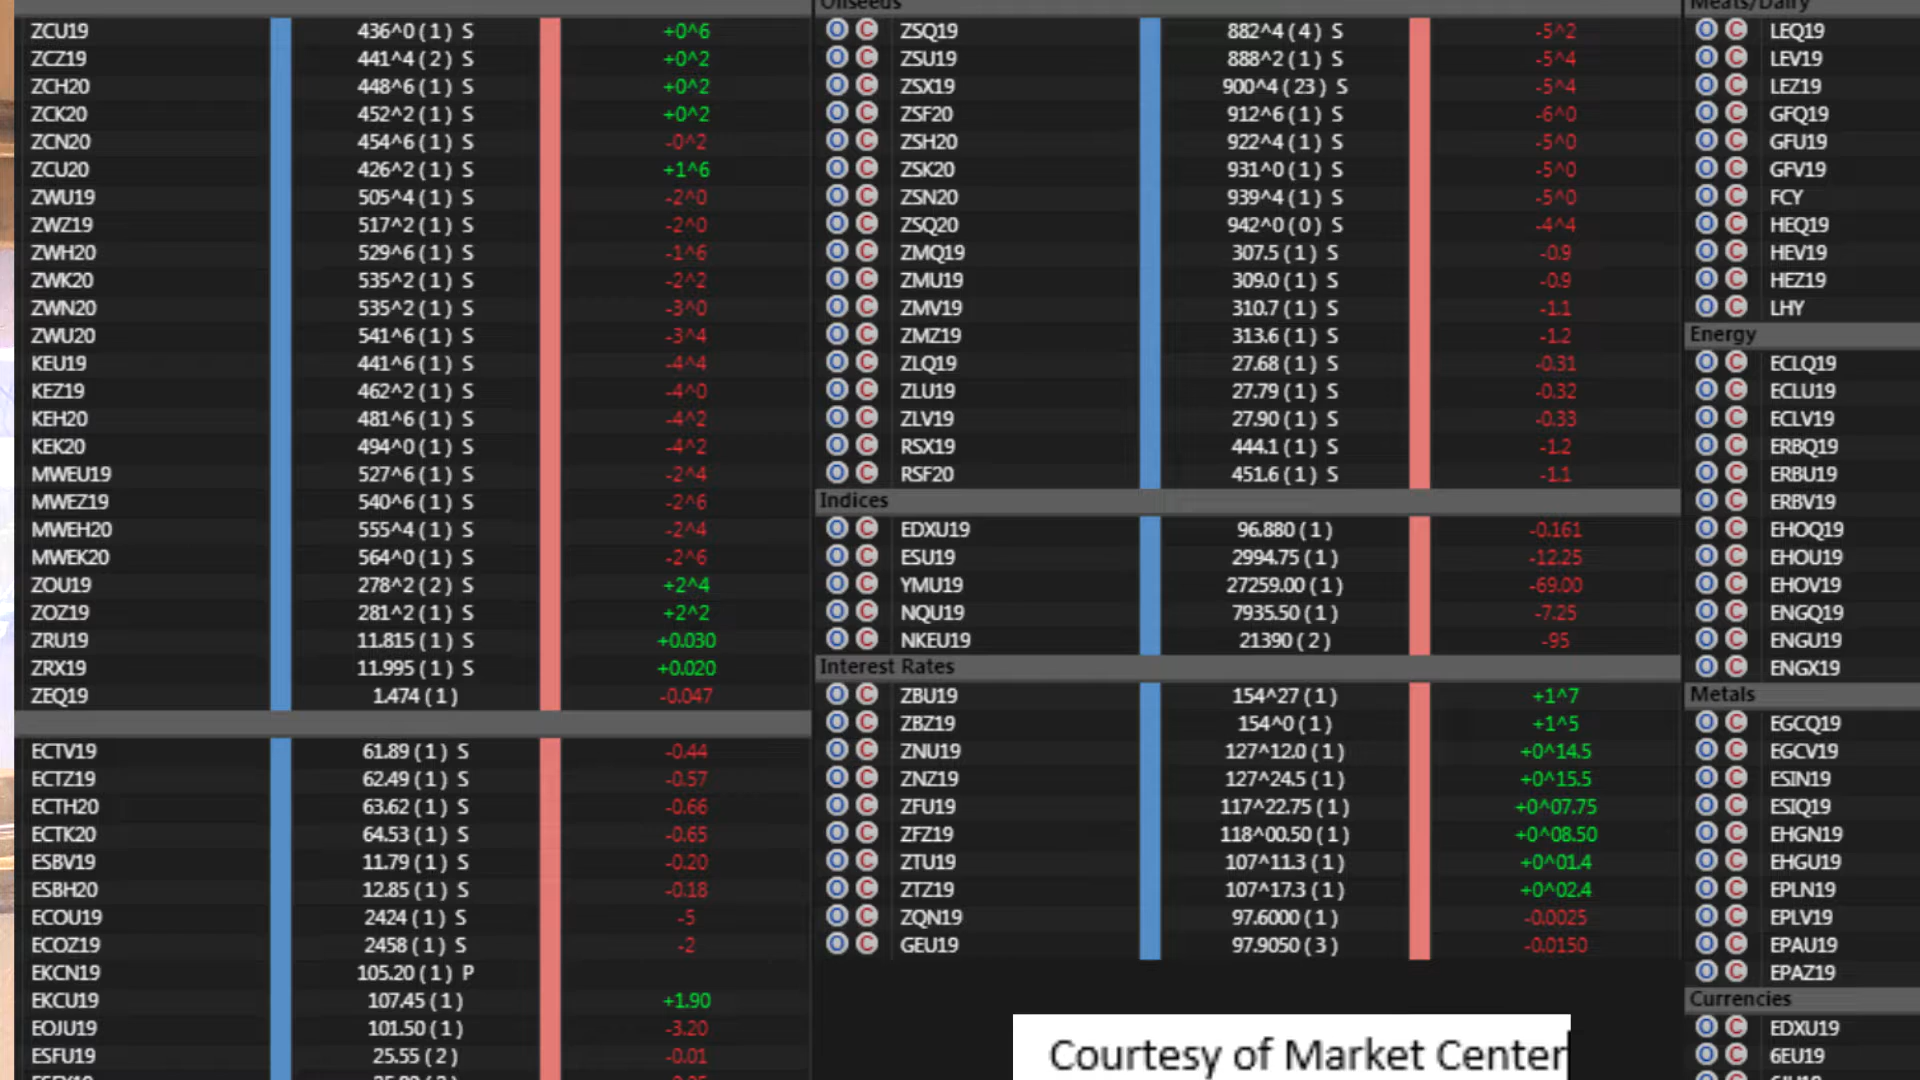 ZCU19 436^0 (1) S +0^6
ZCZ19 441^4 (2) S +0^2
ZCH20 448^6 (1) S +0^2
ZCK20 452^2 (1) S +0^2
ZCN20 454^6 (1) S -0^2
ZCU20 426^2 (1) S +1^6
ZWU19 505^4 (1) S -2^0
ZWZ19 517^2 (1) S -2^0
ZWH20 529^6 (1) S -1^6
ZWK20 535^2 (1) S -2^2
ZWN20 535^2 (1) S -3^0
ZWU20 541^6 (1) S -3^4
KEU19 441^6 (1) S -4^4
KEZ19 462^2 (1) S -4^0
KEH20 481^6 (1) S -4^2
KEK20 494^0 (1) S -4^2
MWEU19 527^6 (1) S -2^4
MWEZ19 540^6 (1) S -2^6
MWEH20 555^4 (1) S -2^4
MWEK20 564^0 (1) S -2^6
ZOU19 278^2 (2) S +2^4
ZOZ19 281^2 (1) S +2^2
ZRU19 11.815 (1) S +0.030
ZRX19 11.995 (1) S +0.020
ZEQ19 1.474 (1) -0.047
ECTV19 61.89 (1) S -0.44
ECTZ19 62.49 (1) S -0.57
ECTH20 63.62 (1) S -0.66
ECTK20 64.53 (1) S -0.65
ESBV19 11.79 (1) S -0.20
ESBH20 12.85 (1) S -0.18
ECOU19 2424 (1) S -5
ECOZ19 2458 (1) S -2
EKCN19 105.20 (1) P
EKCU19 107.45 (1) +1.90
EOJU19 101.50 (1) -3.20
ESFU19 25.55 (2) -0.01
Oilseeds
O C ZSQ19 882^4 (4) S -5^2
O C ZSU19 888^2 (1) S -5^4
O C ZSX19 900^4 (23) S -5^4
O C ZSF20 912^6 (1) S -6^0
O C ZSH20 922^4 (1) S -5^0
O C ZSK20 931^0 (1) S -5^0
O C ZSN20 939^4 (1) S -5^0
O C ZSQ20 942^0 (0) S -4^4
O C ZMQ19 307.5 (1) S -0.9
O C ZMU19 309.0 (1) S -0.9
O C ZMV19 310.7 (1) S -1.1
O C ZMZ19 313.6 (1) S -1.2
O C ZLQ19 27.68 (1) S -0.31
O C ZLU19 27.79 (1) S -0.32
O C ZLV19 27.90 (1) S -0.33
O C RSX19 444.1 (1) S -1.2
O C RSF20 451.6 (1) S -1.1
Indices
O C EDXU19 96.880 (1) -0.161
O C ESU19 2994.75 (1) -12.25
O C YMU19 27259.00 (1) -69.00
O C NQU19 7935.50 (1) -7.25
O C NKEU19 21390 (2) -95
Interest Rates
O C ZBU19 154^27 (1) +1^7
O C ZBZ19 154^0 (1) +1^5
O C ZNU19 127^12.0 (1) +0^14.5
O C ZNZ19 127^24.5 (1) +0^15.5
O C ZFU19 117^22.75 (1) +0^07.75
O C ZFZ19 118^00.50 (1) +0^08.50
O C ZTU19 107^11.3 (1) +0^01.4
O C ZTZ19 107^17.3 (1) +0^02.4
O C ZQN19 97.6000 (1) -0.0025
O C GEU19 97.9050 (3) -0.0150
Courtesy of Market Center
Meats/Dairy
O C LEQ19
O C LEV19
O C LEZ19
O C GFQ19
O C GFU19
O C GFV19
O C FCY
O C HEQ19
O C HEV19
O C HEZ19
O C LHY
Energy
O C ECLQ19
O C ECLU19
O C ECLV19
O C ERBQ19
O C ERBU19
O C ERBV19
O C EHOQ19
O C EHOU19
O C EHOV19
O C ENGQ19
O C ENGU19
O C ENGX19
Metals
O C EGCQ19
O C EGCV19
O C ESIN19
O C ESIQ19
O C EHGN19
O C EHGU19
O C EPLN19
O C EPLV19
O C EPAU19
O C EPAZ19
Currencies
O C EDXU19
O C 6EU19